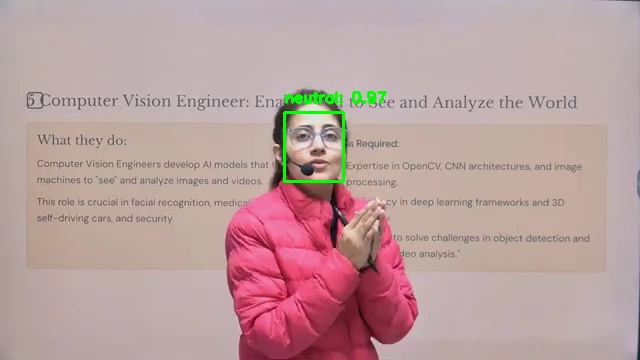 5 Computer Vision Engineer: Ena to See and Analyze the World
neutral: 0.97
What they do:
Computer Vision Engineers develop AI models that
machines to "see" and analyze images and videos.
This role is crucial in facial recognition, medical
self-driving cars, and security.
s Required:
Expertise in OpenCV, CNN architectures, and image
processing.
cy in deep learning frameworks and 3D
to solve challenges in object detection and
deo analysis."